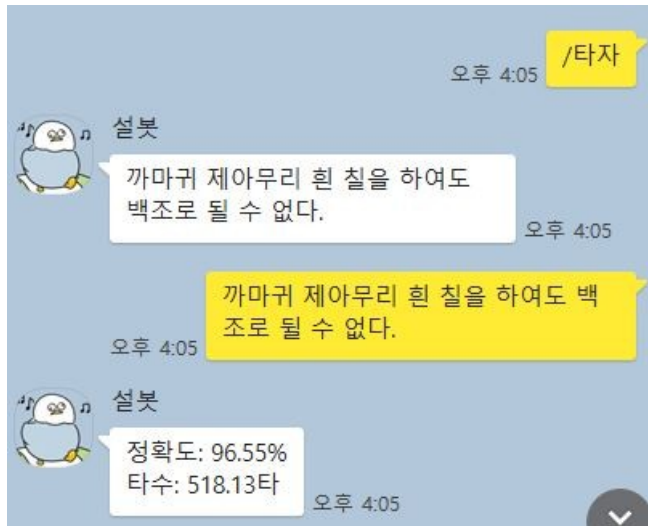 /타자
오후 4:05
설봇
까마귀 제아무리 흰 칠을 하여도
백조로 될 수 없다.
오후 4:05
까마귀 제아무리 흰 칠을 하여도 백
조로 뒬 수 없다.
오후 4:05
설봇
정확도: 96.55%
타수: 518.13타
오후 4:05